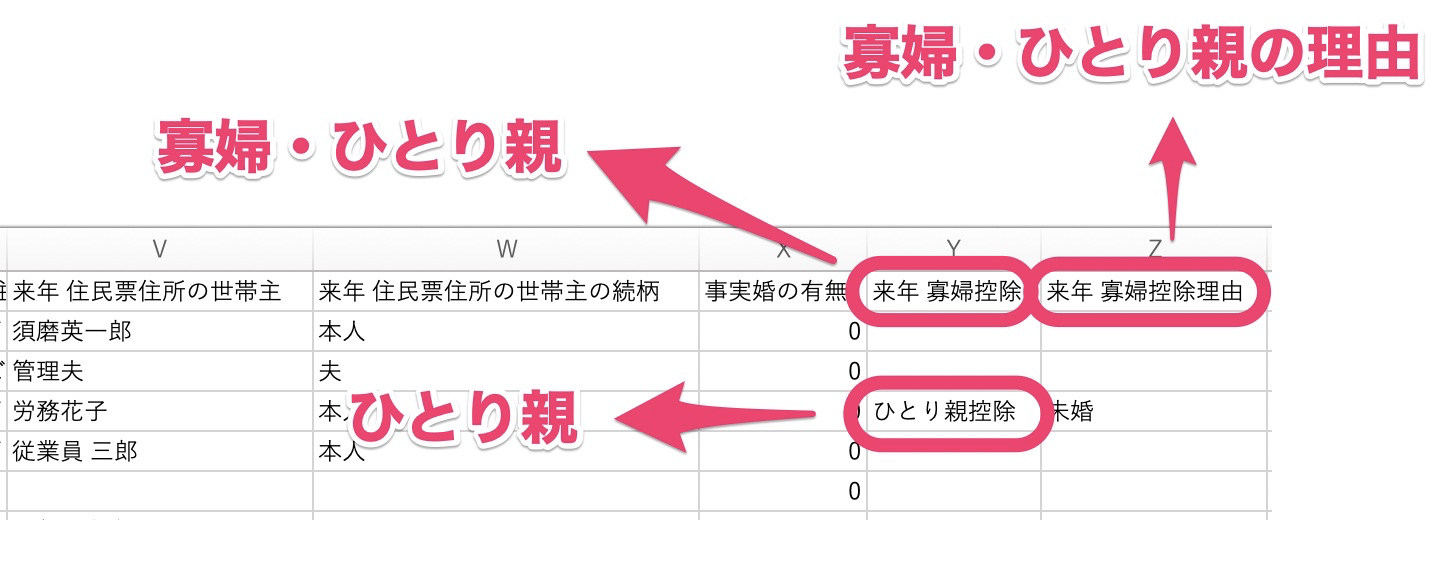 寡婦・ひとり親の理由
寡婦・ひとり親
V W X Y Z
来年 住民票住所の世帯主 来年 住民票住所の世帯主の続柄 事実婚の有無 来年 寡婦控除 来年 寡婦控除理由
須磨英一郎 本人 0
管理夫 夫 0
労務花子 ひとり親控除 未婚
ひとり親
従業員 三郎 本人 0
0